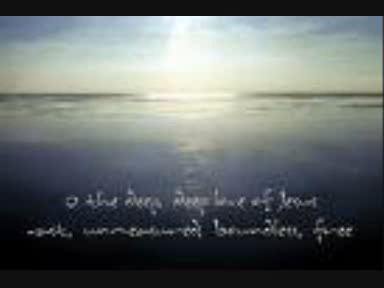 o the deep, deep love of Jesus
vast, unmeasured, boundless, free